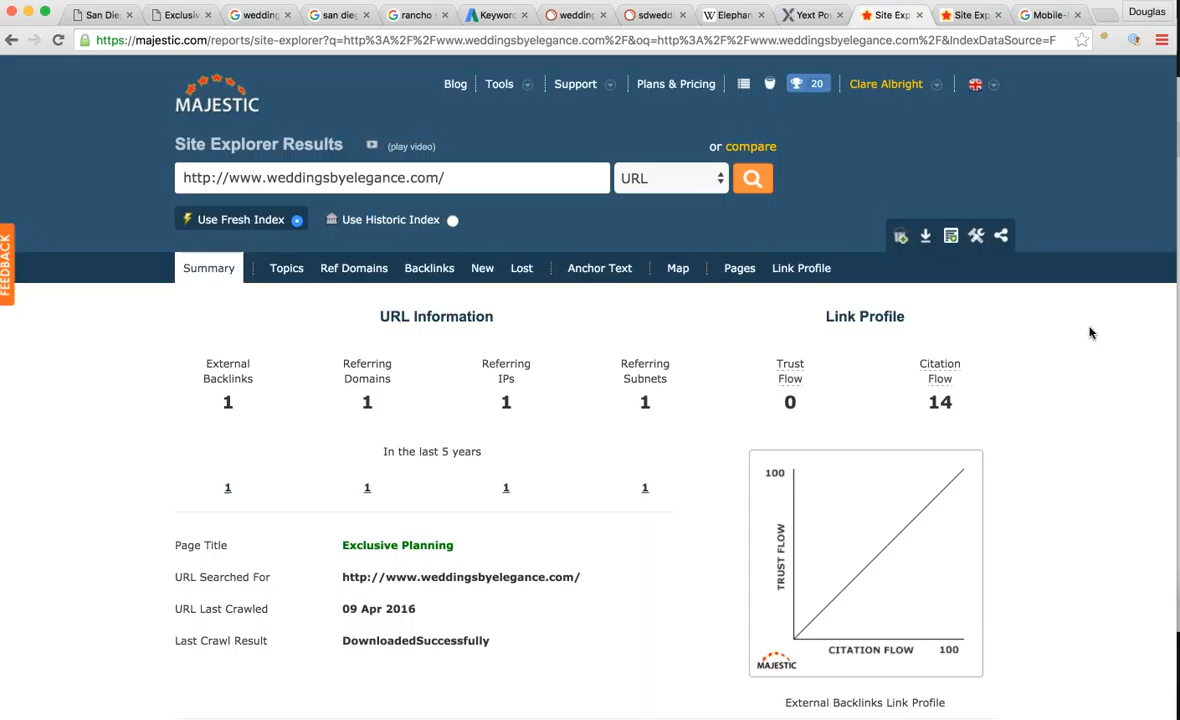 San Die
Exclusiv
wedding
san dieg
rancho
Keyword
wedding
sdweddi
Elephan
Yext Po
Site Exp
Site Exp
Mobile-
Douglas
https://majestic.com/reports/site-explorer?q=http%3A%2F%2Fwww.weddingsbyelegance.com%2F&oq=http%3A%2F%2Fwww.weddingsbyelegance.com%2F&IndexDataSource=F
MAJESTIC
Blog Tools Support Plans & Pricing 20 Clare Albright
Site Explorer Results (play video) or compare
http://www.weddingsbyelegance.com/ URL
Use Fresh Index Use Historic Index
FEEDBACK
Summary Topics Ref Domains Backlinks New Lost Anchor Text Map Pages Link Profile
URL Information Link Profile
External Referring Referring Referring Trust Citation
Backlinks Domains IPs Subnets Flow Flow
1 1 1 1 0 14
In the last 5 years
1 1 1 1
100
TRUST FLOW
CITATION FLOW 100
MAJESTIC
External Backlinks Link Profile
Page Title Exclusive Planning
URL Searched For http://www.weddingsbyelegance.com/
URL Last Crawled 09 Apr 2016
Last Crawl Result DownloadedSuccessfully